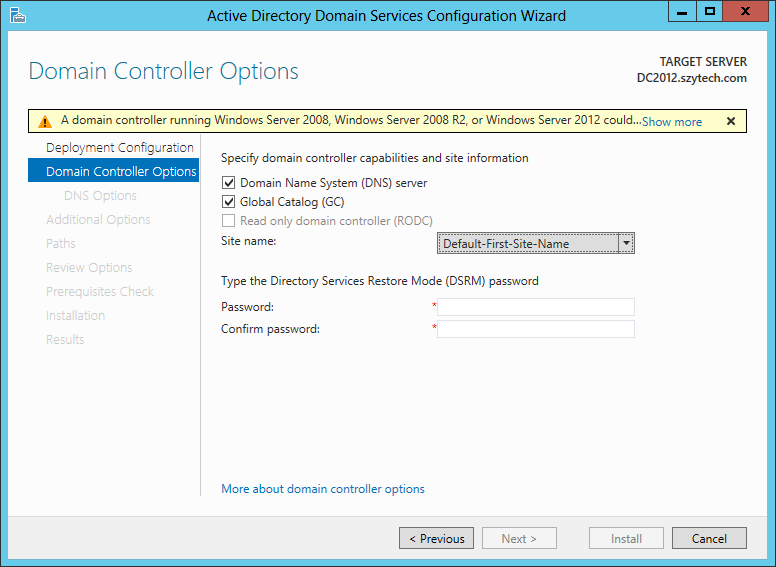 Active Directory Domain Services Configuration Wizard
Domain Controller Options
TARGET SERVER
DC2012.szytech.com
A domain controller running Windows Server 2008, Windows Server 2008 R2, or Windows Server 2012 could... Show more
Deployment Configuration
Domain Controller Options
DNS Options
Additional Options
Paths
Review Options
Prerequisites Check
Installation
Results
Specify domain controller capabilities and site information
Domain Name System (DNS) server
Global Catalog (GC)
Read only domain controller (RODC)
Site name: Default-First-Site-Name
Type the Directory Services Restore Mode (DSRM) password
Password: *
Confirm password: *
More about domain controller options
< Previous Next > Install Cancel